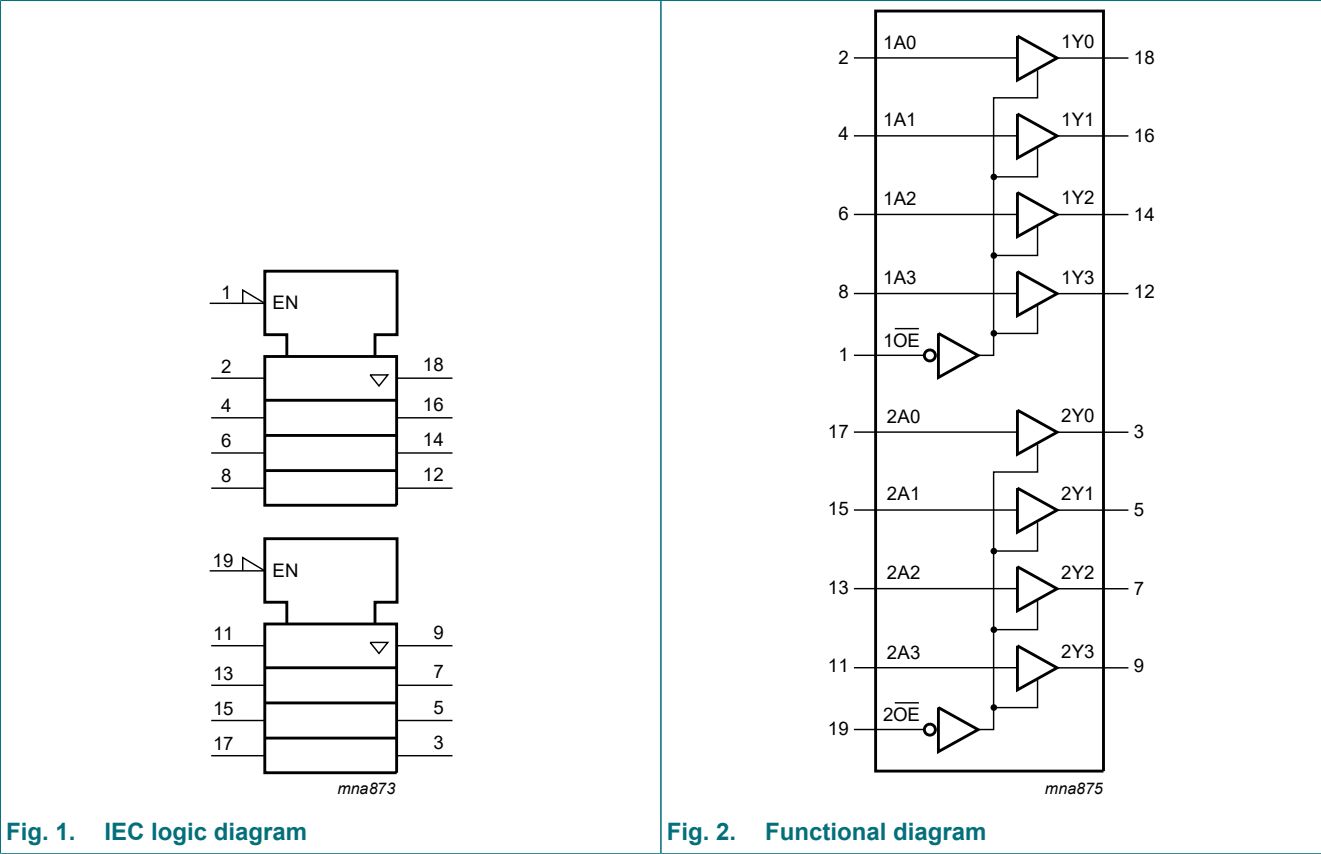 1 EN
2 18
4 16
6 14
8 12
19 EN
11 9
13 7
15 5
17 3
mna873
Fig. 1. IEC logic diagram
2 1A0 1Y0 18
4 1A1 1Y1 16
6 1A2 1Y2 14
8 1A3 1Y3 12
1 1O̅E̅
17 2A0 2Y0 3
15 2A1 2Y1 5
13 2A2 2Y2 7
11 2A3 2Y3 9
19 2O̅E̅
mna875
Fig. 2. Functional diagram